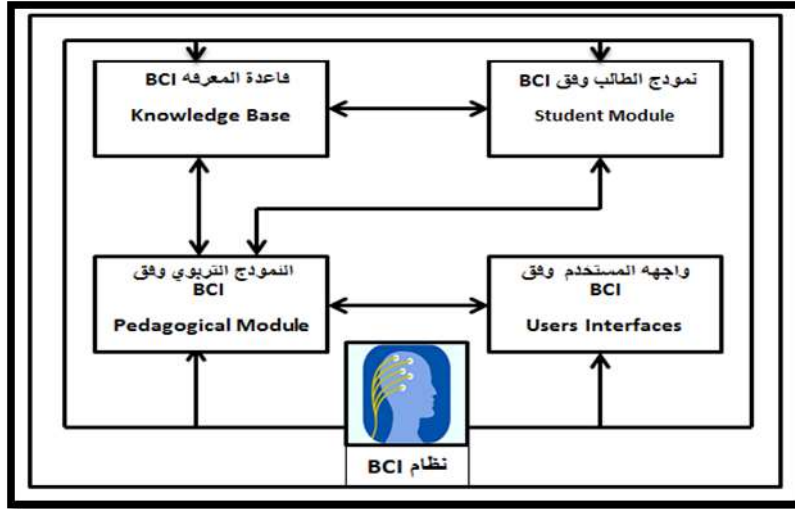 قاعدة المعرفه BCI
Knowledge Base
نموذج الطالب وفق BCI
Student Module
النموذج التربوي وفق
BCI
Pedagogical Module
واجهه المستخدم وفق
BCI
Users Interfaces
نظام BCI